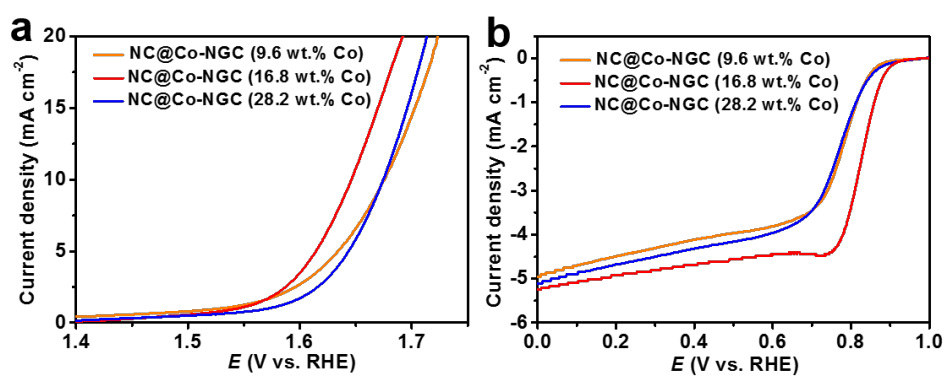 a
NC@Co-NGC (9.6 wt.% Co)
NC@Co-NGC (16.8 wt.% Co)
NC@Co-NGC (28.2 wt.% Co)
Current density (mA cm-2)
20
15
10
5
0
1.4 1.5 1.6 1.7
E (V vs. RHE)
b
NC@Co-NGC (9.6 wt.% Co)
NC@Co-NGC (16.8 wt.% Co)
NC@Co-NGC (28.2 wt.% Co)
Current density (mA cm-2)
0
-1
-2
-3
-4
-5
-6
0.0 0.2 0.4 0.6 0.8 1.0
E (V vs. RHE)